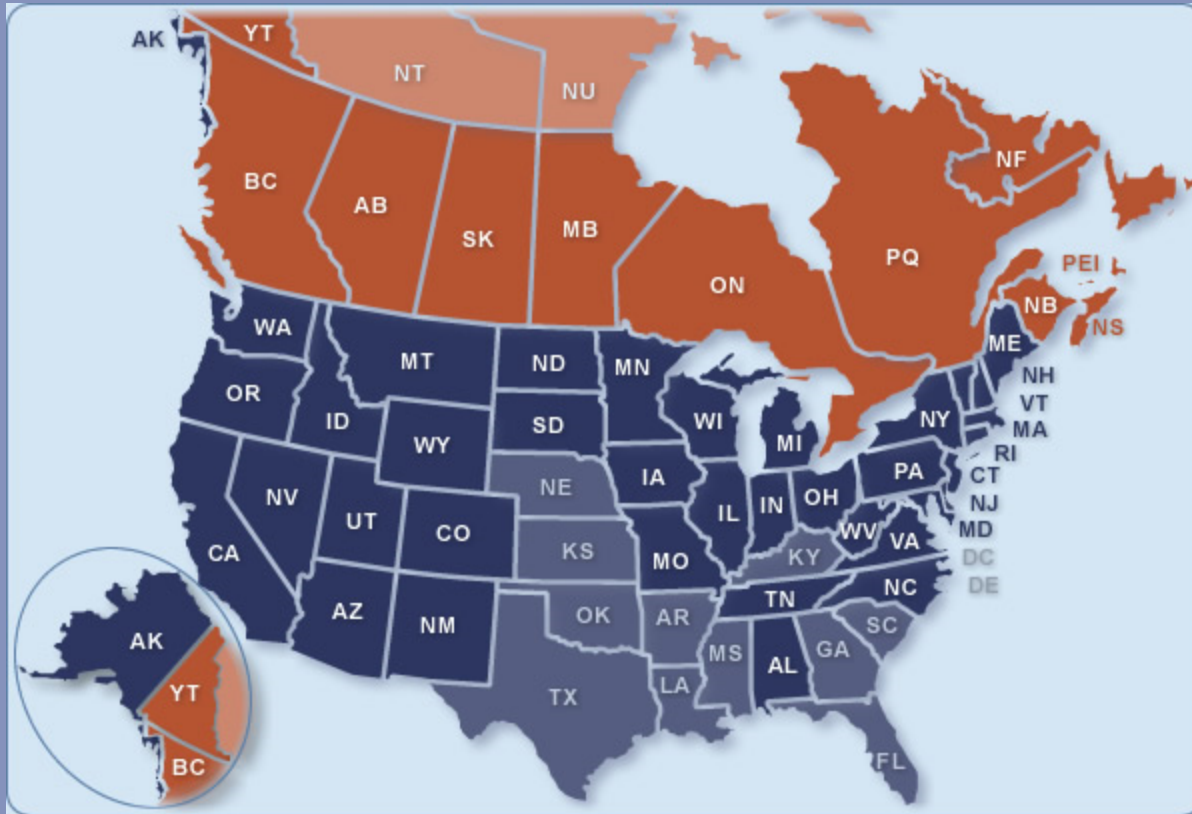 AK
YT
NT
NU
BC
AB
SK
MB
ON
PQ
NF
PEI
NB
NS
WA
MT
ND
MN
ME
OR
ID
WY
SD
WI
MI
NY
NH
VT
MA
RI
CT
NJ
MD
DC
DE
NV
UT
CO
NE
IA
IL
IN
OH
PA
WV
VA
CA
KS
MO
KY
AZ
NM
OK
AR
TN
NC
SC
TX
LA
MS
AL
GA
FL
AK
YT
BC